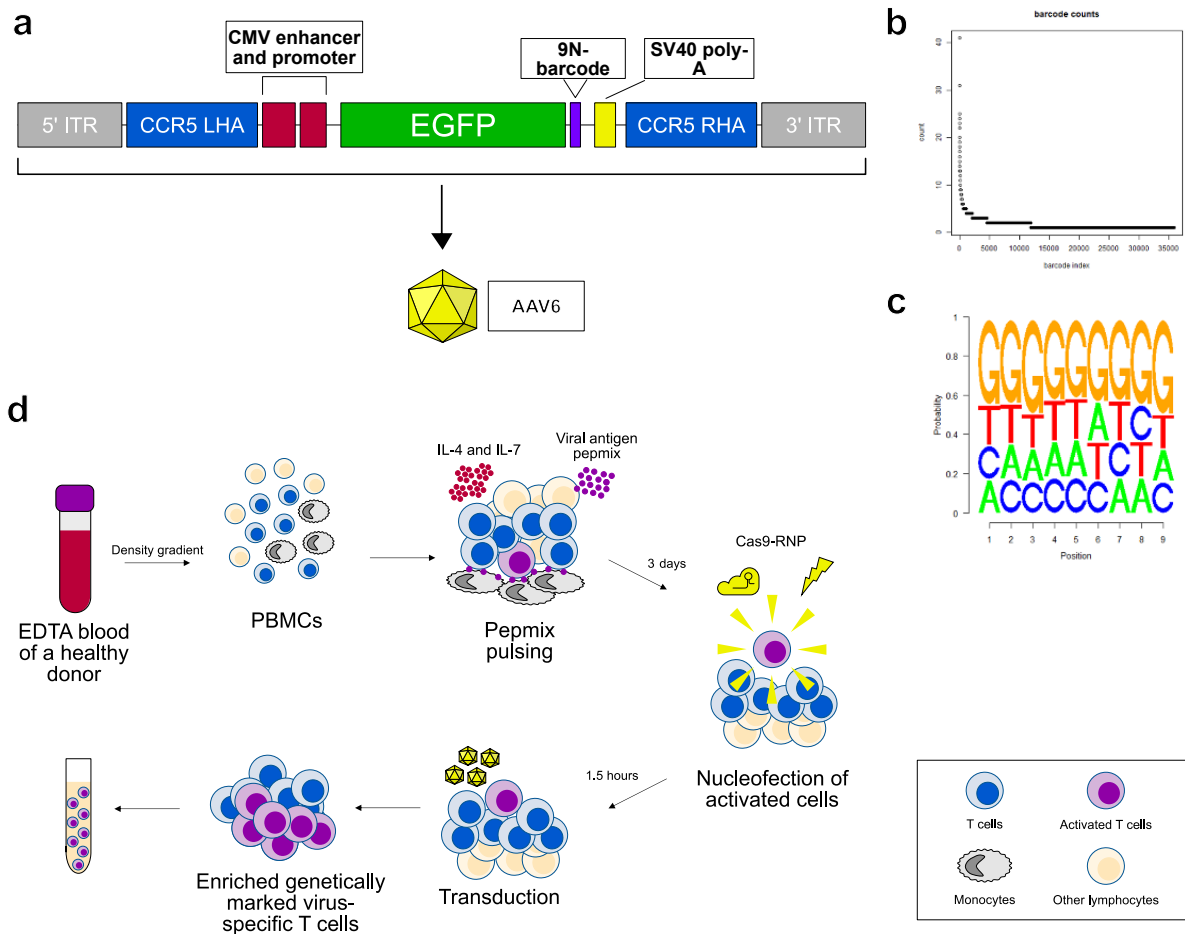 a
CMV enhancer
and promoter
9N-
barcode
SV40 poly-
A
5' ITR
CCR5 LHA
EGFP
CCR5 RHA
3' ITR
AAV6
b
barcode counts
count
40
30
20
10
0
0
5000
10000
15000
20000
25000
30000
35000
barcode index
c
Probability
1
0.8
0.6
0.4
0.2
0
G G G G G G G G G
T T T T T A T C T
C A A A A T C T A
A C C C C C A A C
1 2 3 4 5 6 7 8 9
Position
d
EDTA blood
of a healthy
donor
Density gradient
PBMCs
IL-4 and IL-7
Viral antigen
pepmix
Pepmix
pulsing
3 days
Cas9-RNP
Nucleofection of
activated cells
1.5 hours
Transduction
Enriched genetically
marked virus-
specific T cells
T cells
Activated T cells
Monocytes
Other lymphocytes